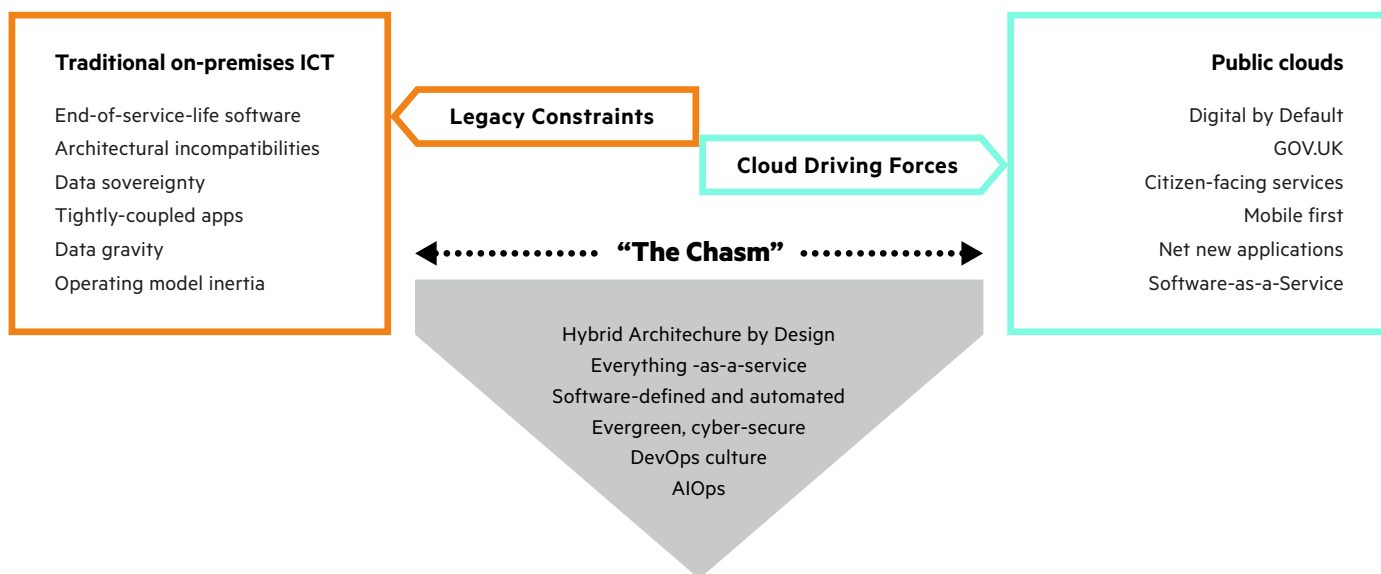 Traditional on-premises ICT
End-of-service-life software
Architectural incompatibilities
Data sovereignty
Tightly-coupled apps
Data gravity
Operating model inertia
Legacy Constraints
Cloud Driving Forces
Public clouds
Digital by Default
GOV.UK
Citizen-facing services
Mobile first
Net new applications
Software-as-a-Service
“The Chasm”
Hybrid Architechure by Design
Everything -as-a-service
Software-defined and automated
Evergreen, cyber-secure
DevOps culture
AIOps